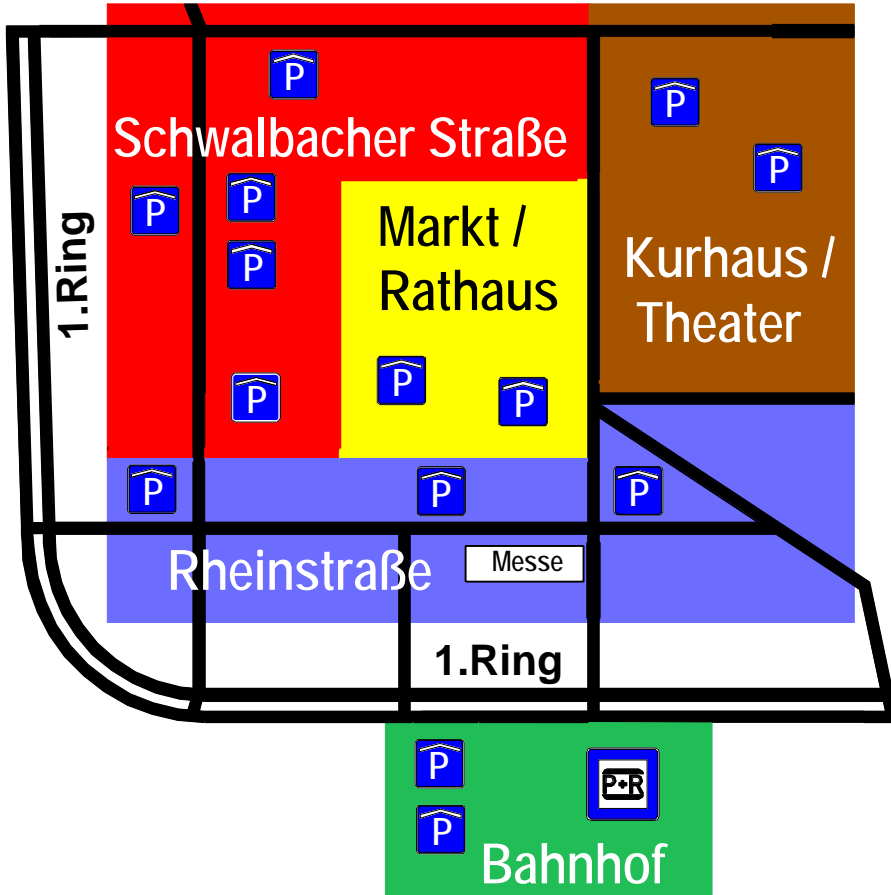 P
P
Schwalbacher Straße
P
P
P
1.Ring
Markt /
Rathaus
Kurhaus /
Theater
P
P
P
P
P
P
P
Messe
Rheinstraße
1.Ring
P
P+R
P
Bahnhof